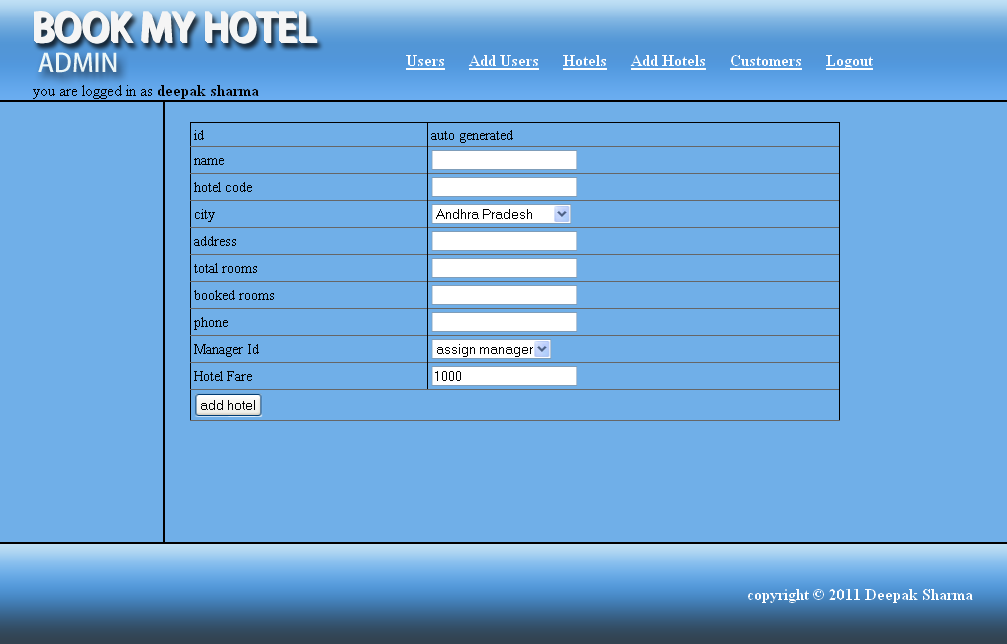 BOOK MY HOTEL
ADMIN
Users Add Users Hotels Add Hotels Customers Logout
you are logged in as deepak sharma
id auto generated
name
hotel code
city Andhra Pradesh
address
total rooms
booked rooms
phone
Manager Id assign manager
Hotel Fare 1000
add hotel
copyright © 2011 Deepak Sharma